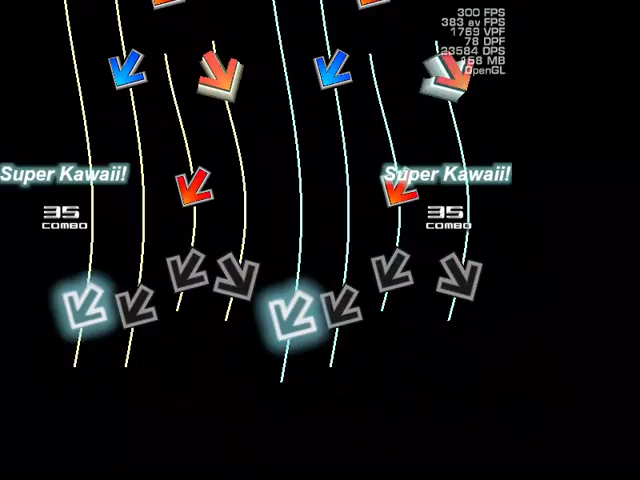 300 FPS
383 av FPS
1769 VPF
78 DPF
23584 DPS
OpenGL
Super Kawaii!
Super Kawaii!
35
COMBO
35
COMBO